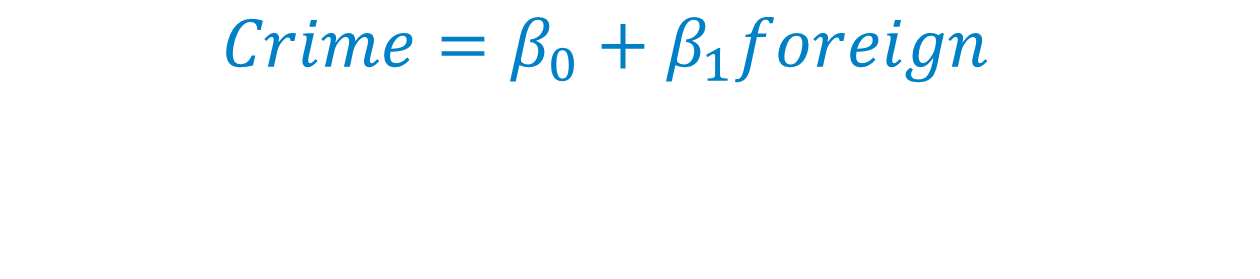 Crime = β₀ + β₁foreign